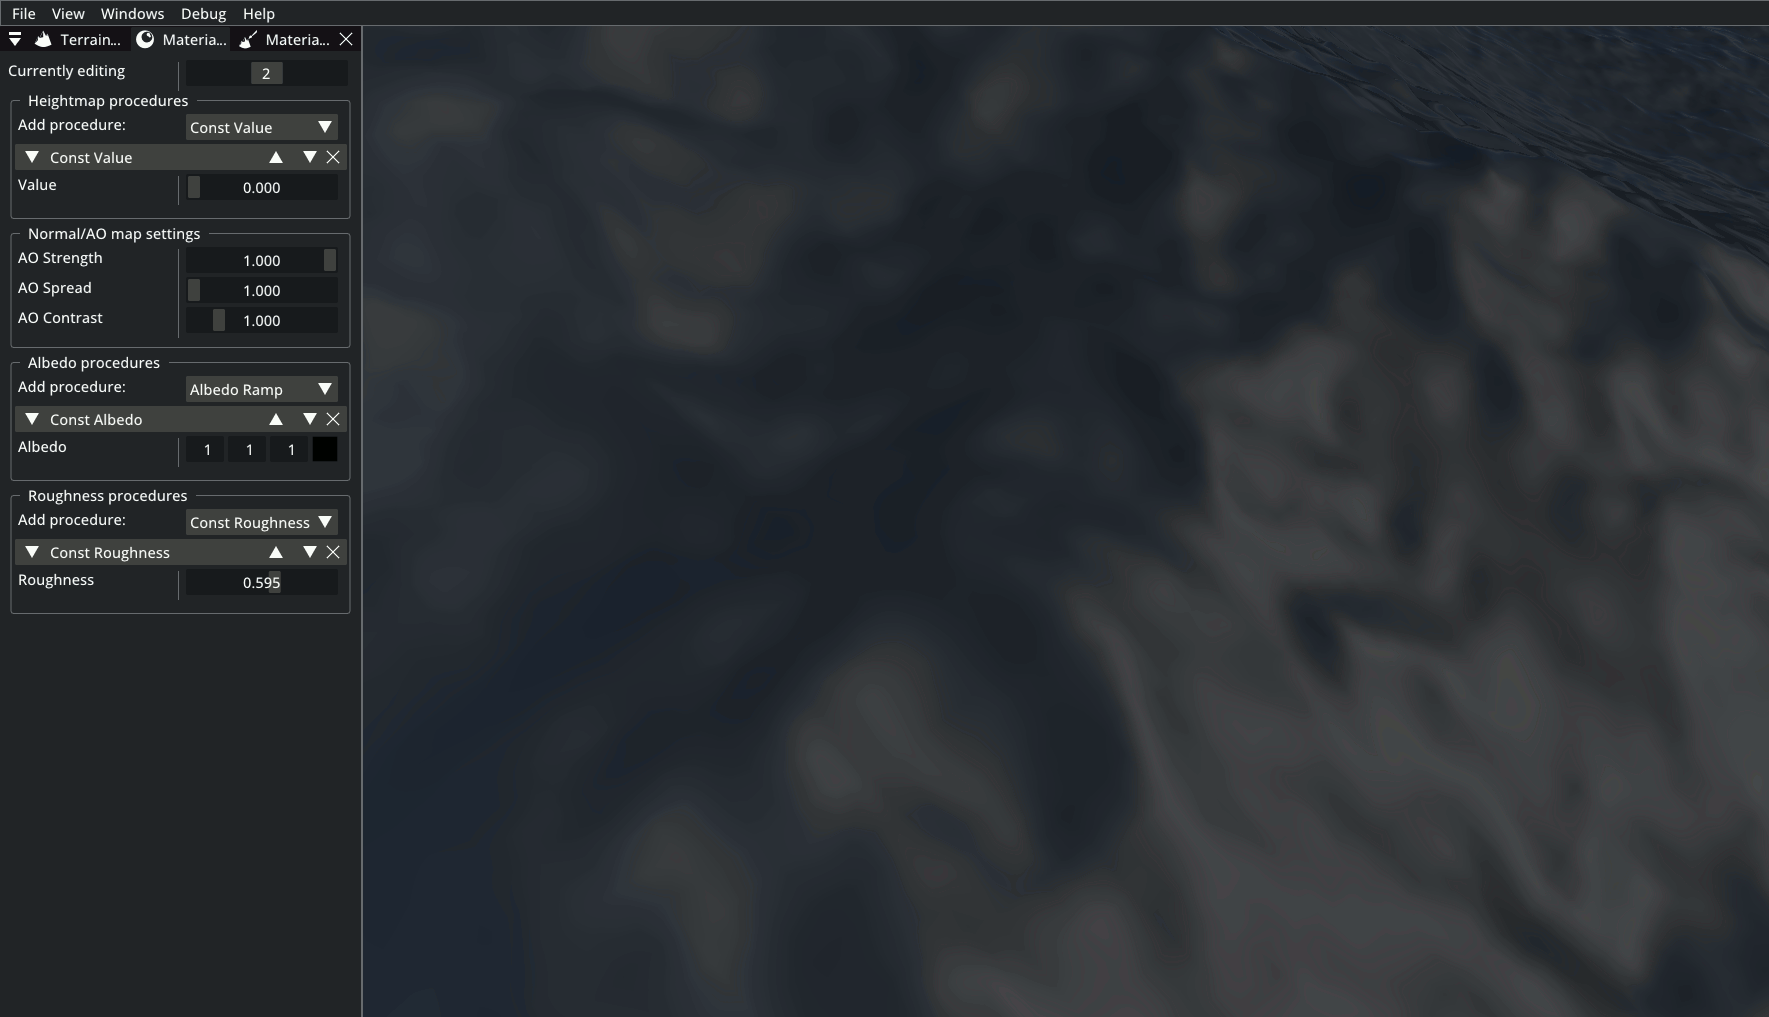 File View Windows Debug Help
Terrain... Materia... Materia...
Currently editing 2
Heightmap procedures
Add procedure: Const Value
Const Value
Value 0.000
Normal/AO map settings
AO Strength 1.000
AO Spread 1.000
AO Contrast 1.000
Albedo procedures
Add procedure: Albedo Ramp
Const Albedo
Albedo 1 1 1
Roughness procedures
Add procedure: Const Roughness
Const Roughness
Roughness 0.595